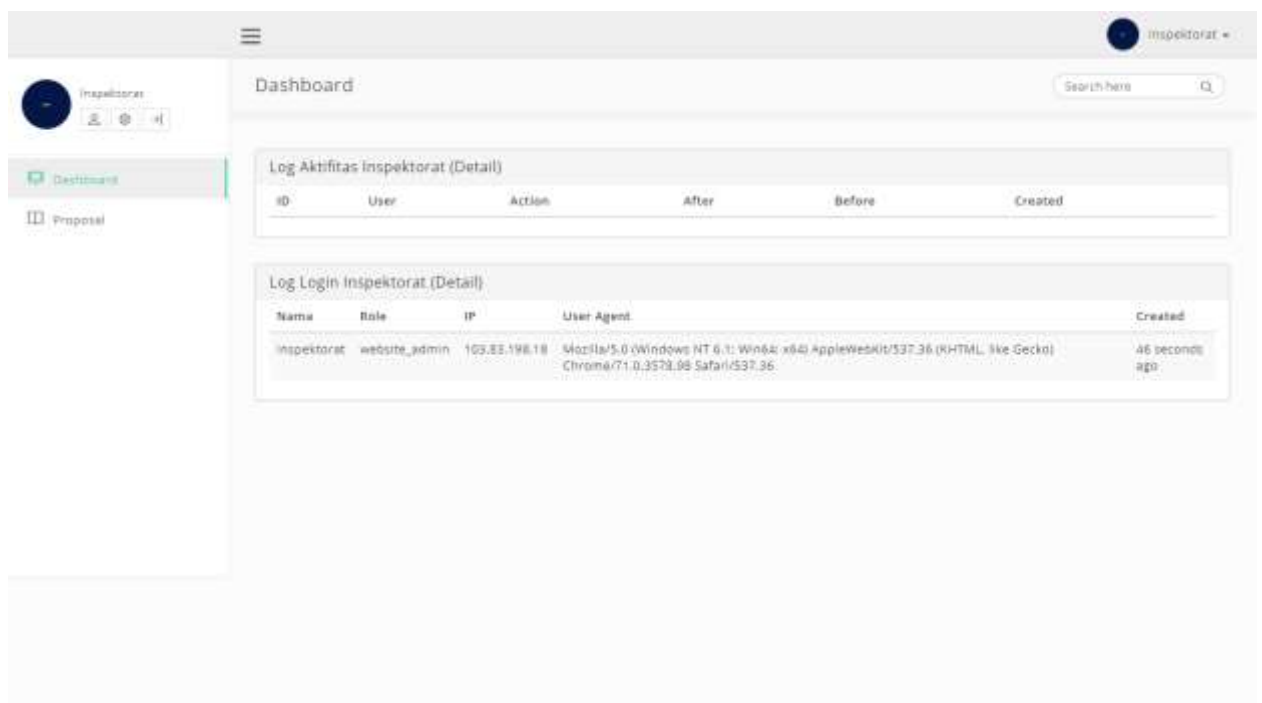 Inspektorat
Dashboard
Search here
Inspektorat
Dashboard
Proposal
Log Aktifitas Inspektorat (Detail)
ID User Action After Before Created
Log Login Inspektorat (Detail)
Name Role IP User Agent Created
Inspektorat website_admin 103.83.198.18 Mozilla/5.0 (Windows NT 6.1; Win64; x64) AppleWebKit/537.36 (KHTML, like Gecko) 46 seconds
Chrome/71.0.3578.98 Safari/537.36 ago